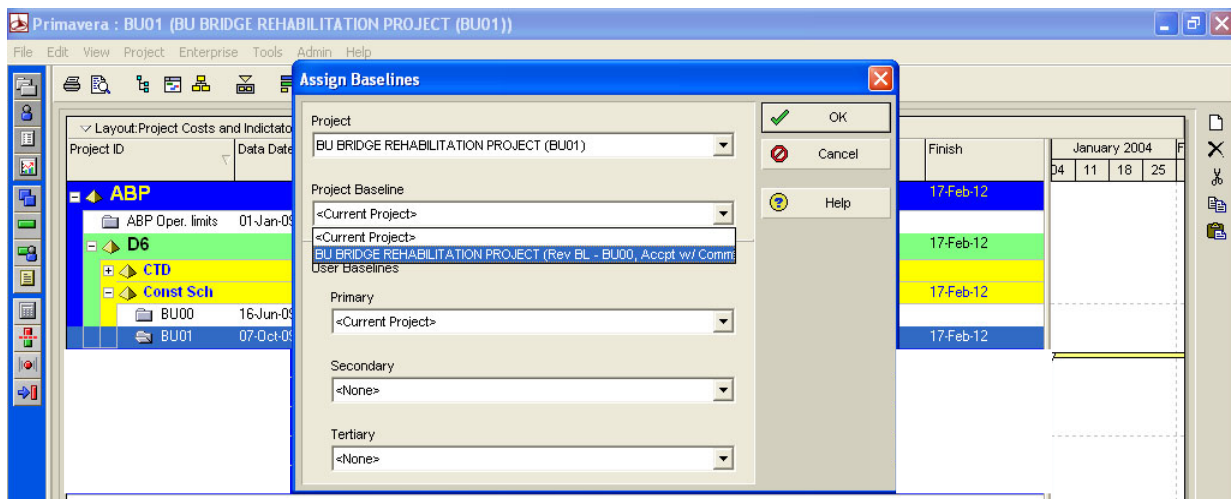 Primavera : BU01 (BU BRIDGE REHABILITATION PROJECT (BU01))
File Edit View Project Enterprise Tools Admin Help
Assign Baselines
Project
BU BRIDGE REHABILITATION PROJECT (BU01)
Project Baseline
<Current Project>
<Current Project>
BU BRIDGE REHABILITATION PROJECT (Rev BL - BU00, Accpt w/ Comm
User Baselines
Primary
<Current Project>
Secondary
<None>
Tertiary
<None>
OK
Cancel
Help
Layout:Project Costs and Indictato
Project ID Data Date Finish January 2004 F
04 11 18 25
ABP 17-Feb-12
ABP Oper. limits 01-Jan-09
D6 17-Feb-12
CTD
Const Sch 17-Feb-12
BU00 16-Jun-09
BU01 07-Oct-09 17-Feb-12